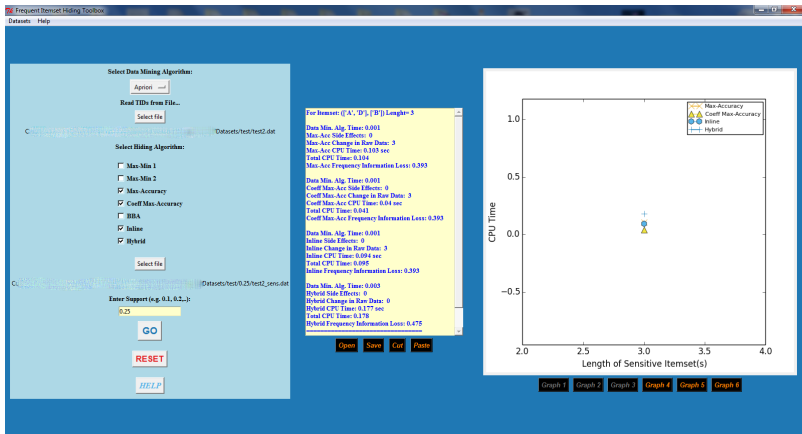 Frequent Itemset Hiding Toolbox
Datasets Help
Select Data Mining Algorithm:
Apriori
Read TIDs from File...
Select file
C: /Datasets/test/test2.dat
Select Hiding Algorithm:
Max-Min 1
Max-Min 2
Max-Accuracy
Coeff Max-Accuracy
BBA
Inline
Hybrid
Select file
C: Datasets/test/0.25/test2_sens.dat
Enter Support (e.g. 0.1, 0.2...):
0.25
GO
RESET
HELP
For Itemset: (['A', 'D'], ['B']) Lenght= 3
Data Min. Alg. Time: 0.001
Max-Acc Side Effects: 0
Max-Acc Change in Raw Data: 3
Max-Acc CPU Time: 0.103 sec
Total CPU Time: 0.104
Max-Acc Frequency Information Loss: 0.393
Data Min. Alg. Time: 0.001
Coeff Max-Acc Side Effects: 0
Coeff Max-Acc Change in Raw Data: 3
Coeff Max-Acc CPU Time: 0.04 sec
Total CPU Time: 0.041
Coeff Max-Acc Frequency Information Loss: 0.393
Data Min. Alg. Time: 0.001
Inline Side Effects: 0
Inline Change in Raw Data: 3
Inline CPU Time: 0.094 sec
Total CPU Time: 0.095
Inline Frequency Information Loss: 0.393
Data Min. Alg. Time: 0.003
Hybrid Side Effects: 0
Hybrid Change in Raw Data: 0
Hybrid CPU Time: 0.177 sec
Total CPU Time: 0.178
Hybrid Frequency Information Loss: 0.475
Open Save Cut Paste
Max-Accuracy
Coeff Max-Accuracy
Inline
Hybrid
CPU Time
1.0
0.5
0.0
−0.5
2.0 2.5 3.0 3.5 4.0
Length of Sensitive Itemset(s)
Graph 1 Graph 2 Graph 3 Graph 4 Graph 5 Graph 6